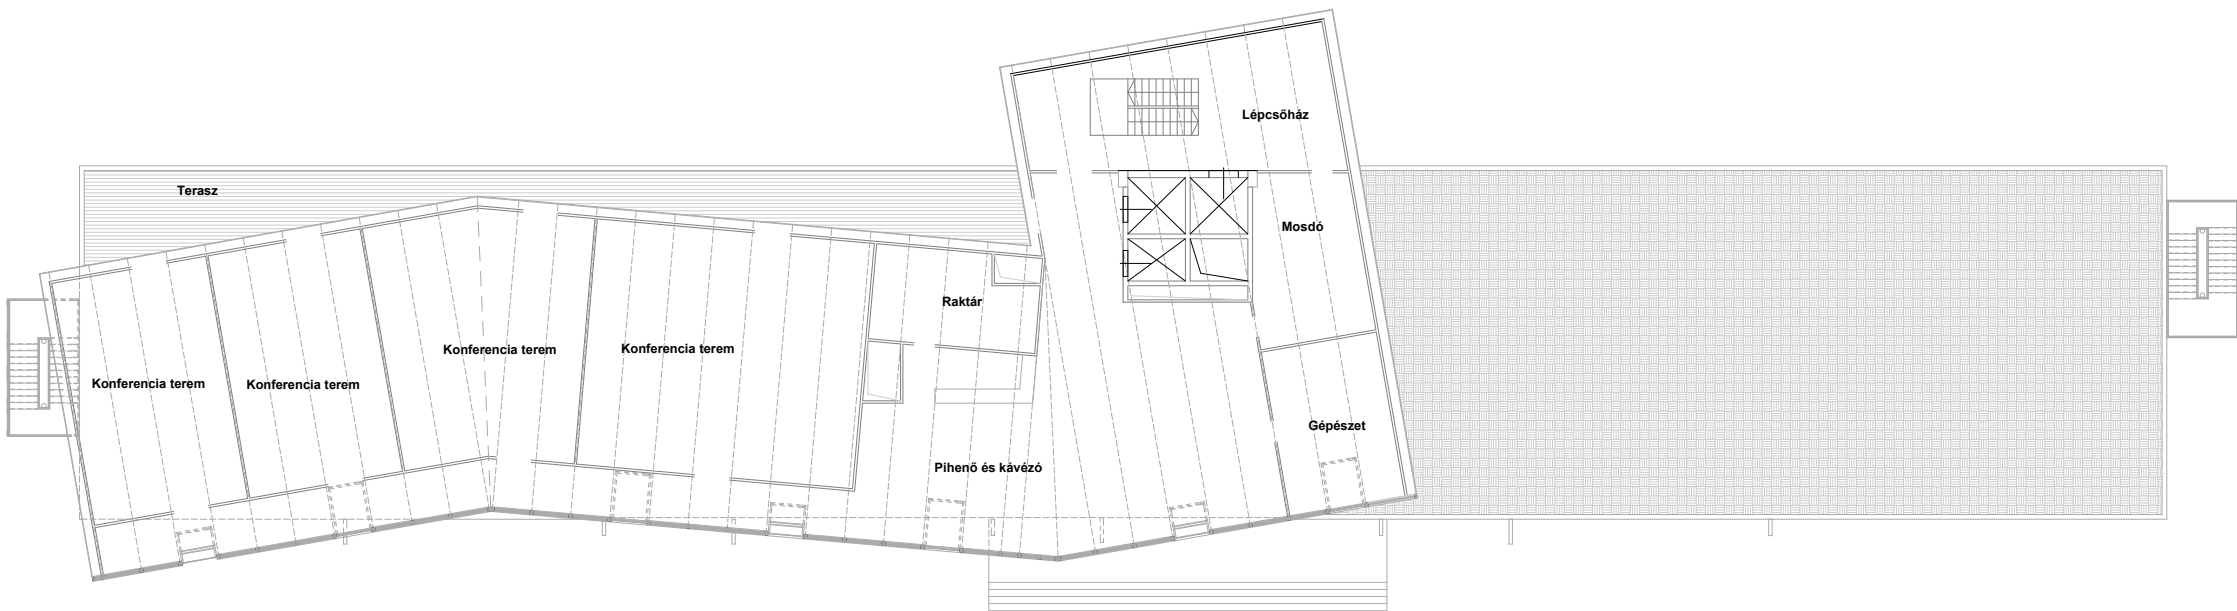 Lépcsőház
Terasz
Mosdó
Raktár
Konferencia terem
Konferencia terem
Konferencia terem
Konferencia terem
Gépészet
Pihenő és kávézó